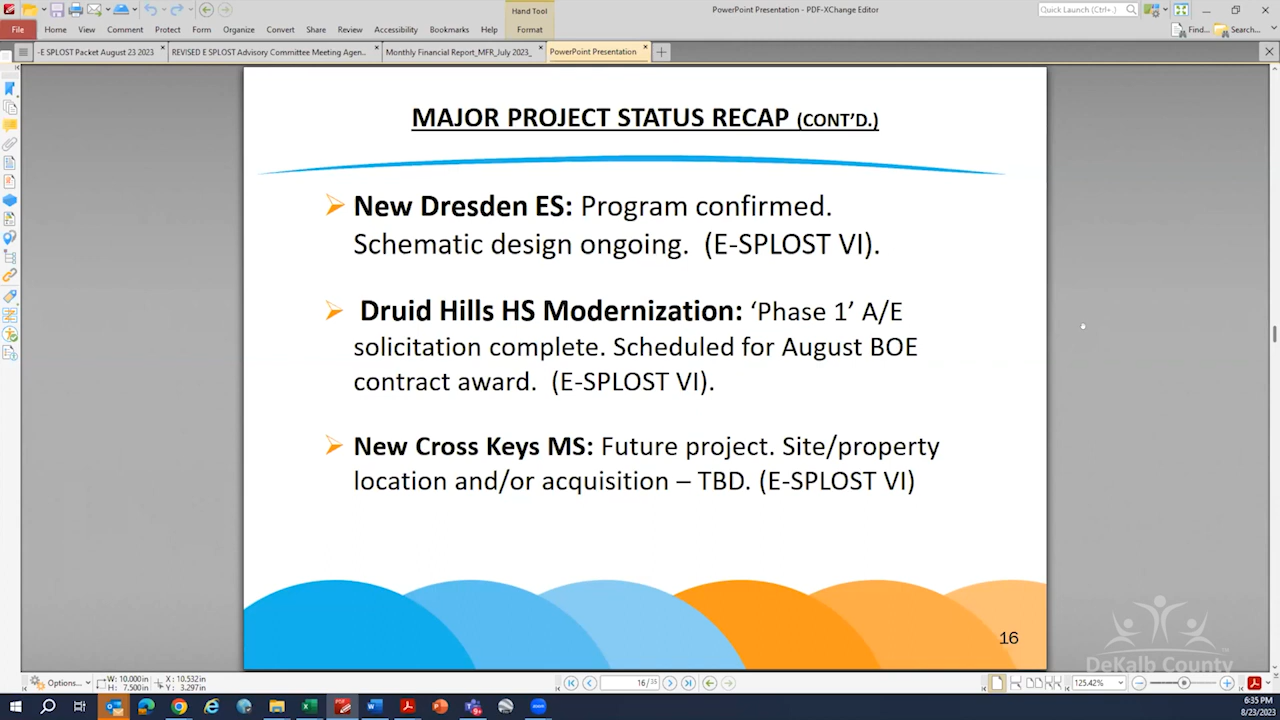 Hand Tool
PowerPoint Presentation - PDF-XChange Editor
Quick Launch (Ctrl+.)
File
Home
View
Comment
Protect
Form
Organize
Convert
Share
Review
Accessibility
Bookmarks
Help
Format
Find...
Search...
-E SPLOST Packet August 23 2023
REVISED E SPLOST Advisory Committee Meeting Agen...
Monthly Financial Report_MFR_July 2023_
PowerPoint Presentation
MAJOR PROJECT STATUS RECAP (CONT’D.)
New Dresden ES: Program confirmed.
Schematic design ongoing. (E-SPLOST VI).
Druid Hills HS Modernization: ‘Phase 1’ A/E
solicitation complete. Scheduled for August BOE
contract award. (E-SPLOST VI).
New Cross Keys MS: Future project. Site/property
location and/or acquisition – TBD. (E-SPLOST VI)
16
DeKalb County
Options...
W: 10.000in
H: 7.500in
X: 10.532in
Y: 3.297in
16/16
125.42%
6:35 PM
8/23/2023